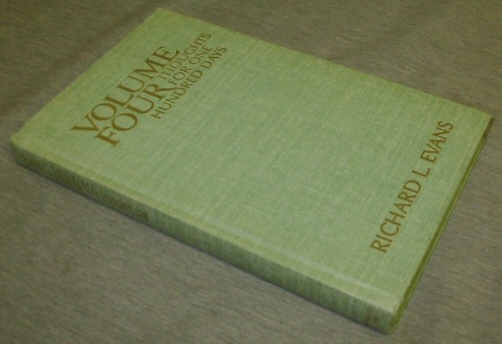 VOLUME
FOUR
THOUGHTS
FOR ONE
HUNDRED DAYS
RICHARD L. EVANS